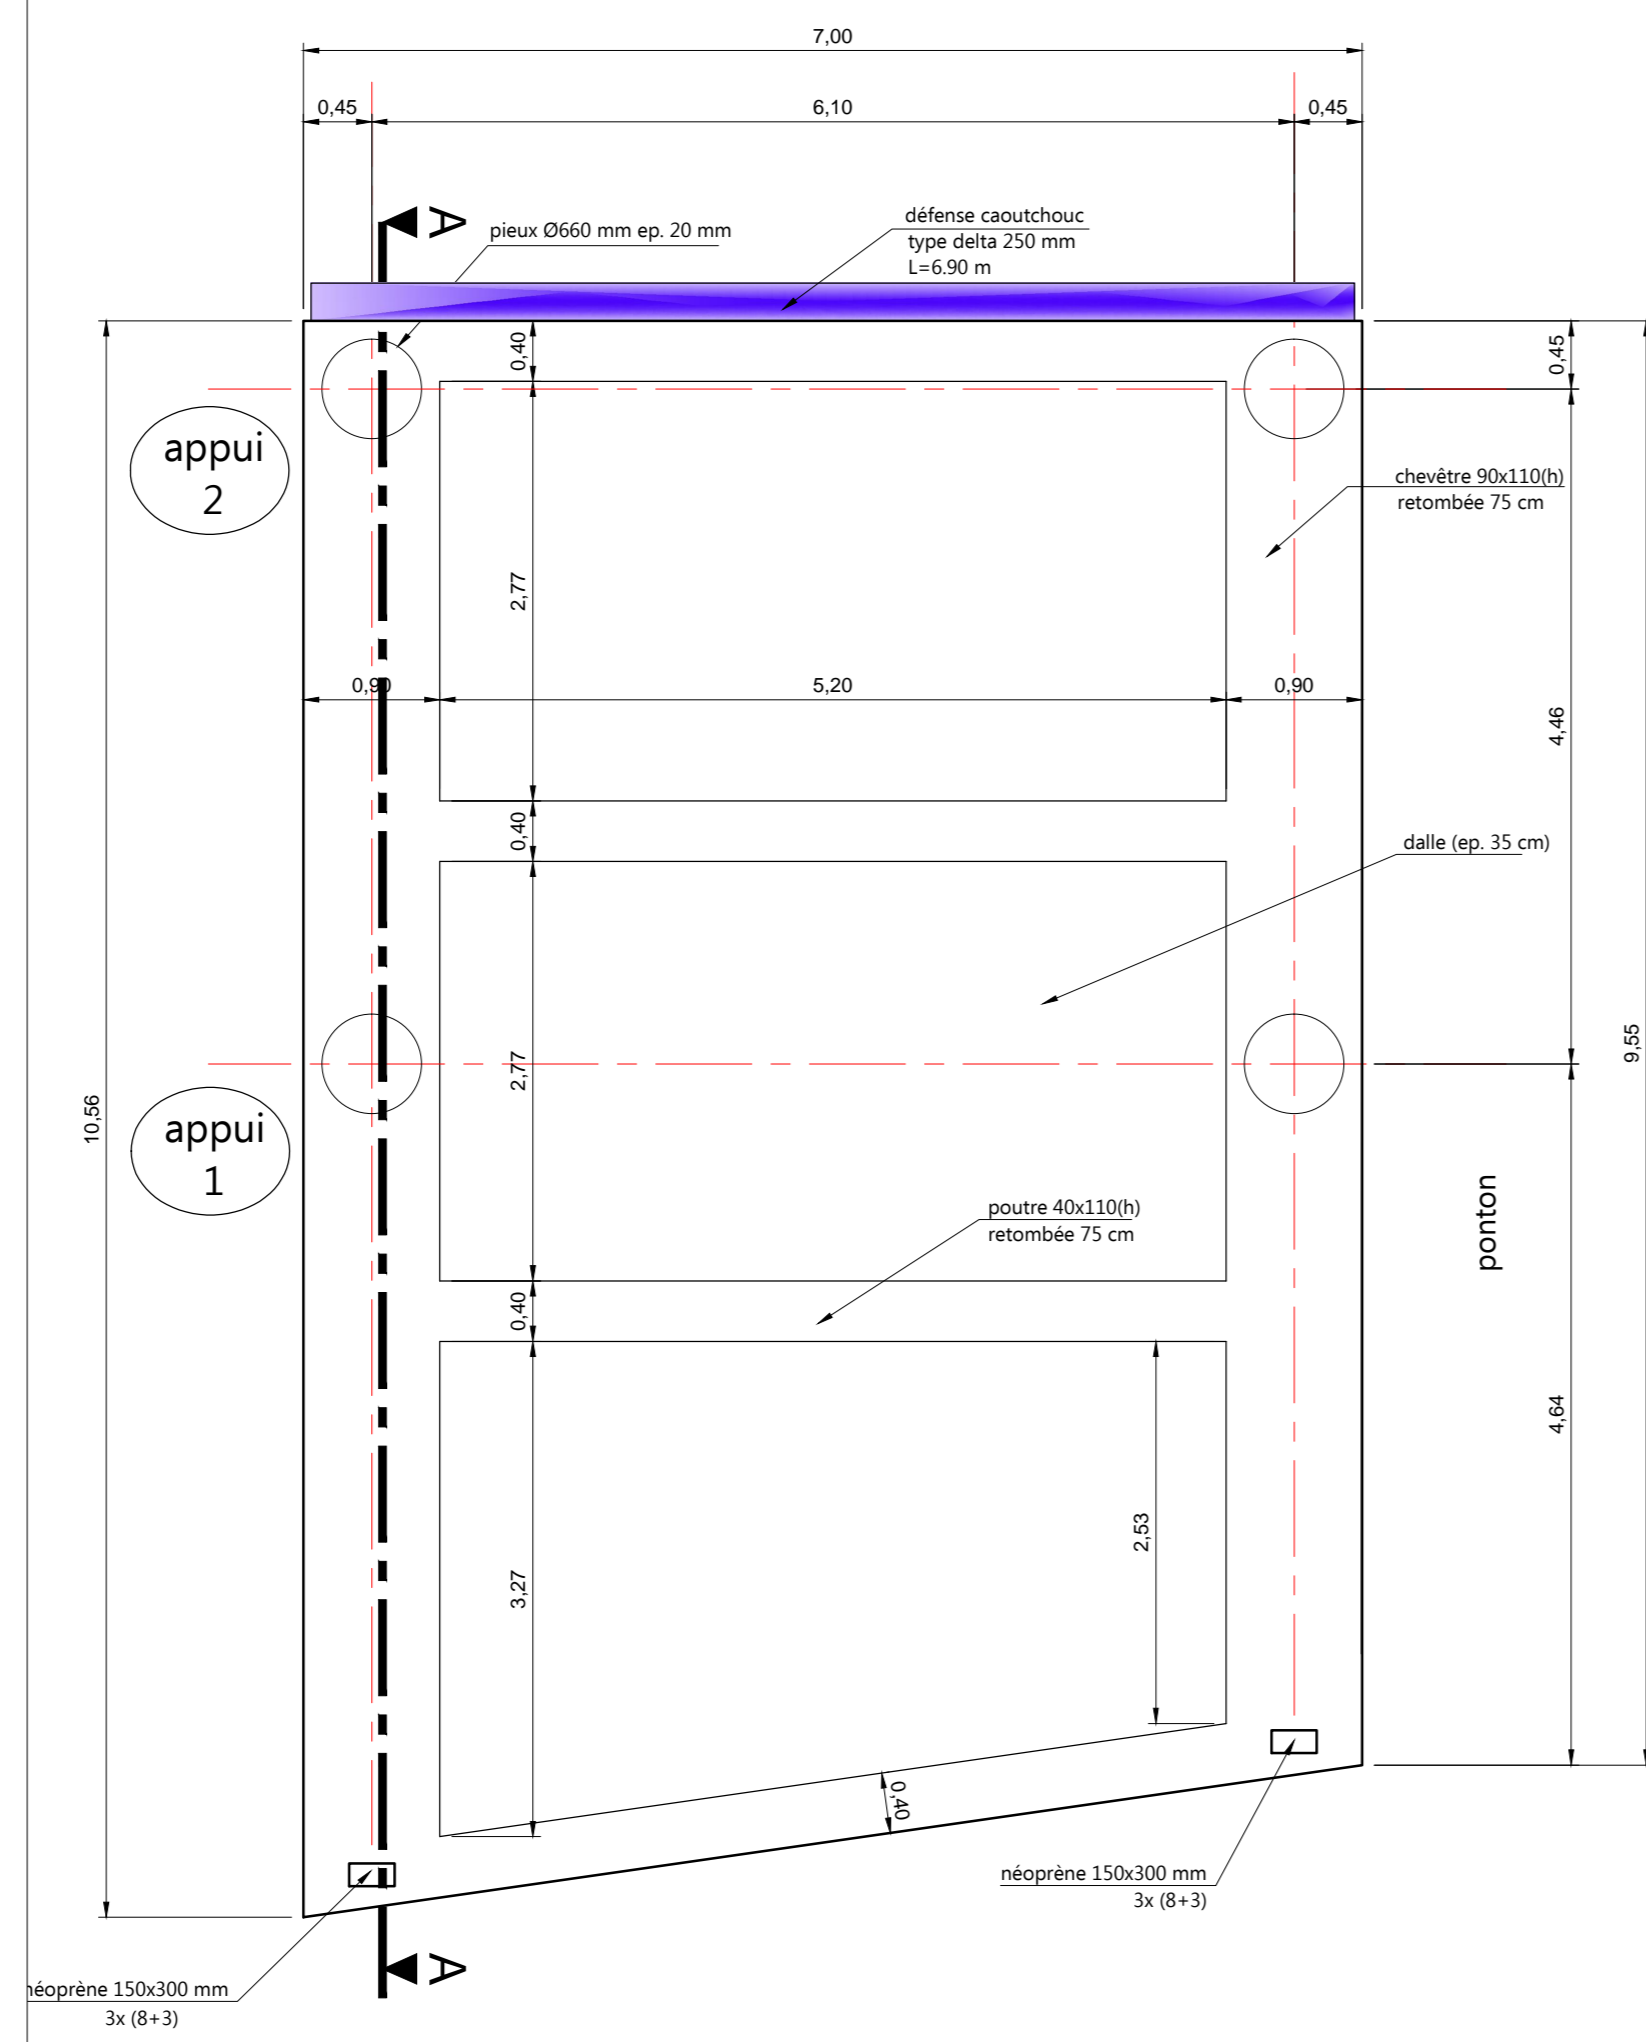 7,00
0,45
6,10
0,45
A
pieux Ø660 mm ep. 20 mm
défense caoutchouc
type delta 250 mm
L=6.90 m
0,40
0,45
appui
2
chevêtre 90x110(h)
retombée 75 cm
2,77
0,90
5,20
0,90
4,46
0,40
dalle (ep. 35 cm)
2,77
9,55
10,56
appui
1
ponton
poutre 40x110(h)
retombée 75 cm
0,40
4,64
2,53
3,27
0,40
néoprène 150x300 mm
3x (8+3)
A
néoprène 150x300 mm
3x (8+3)